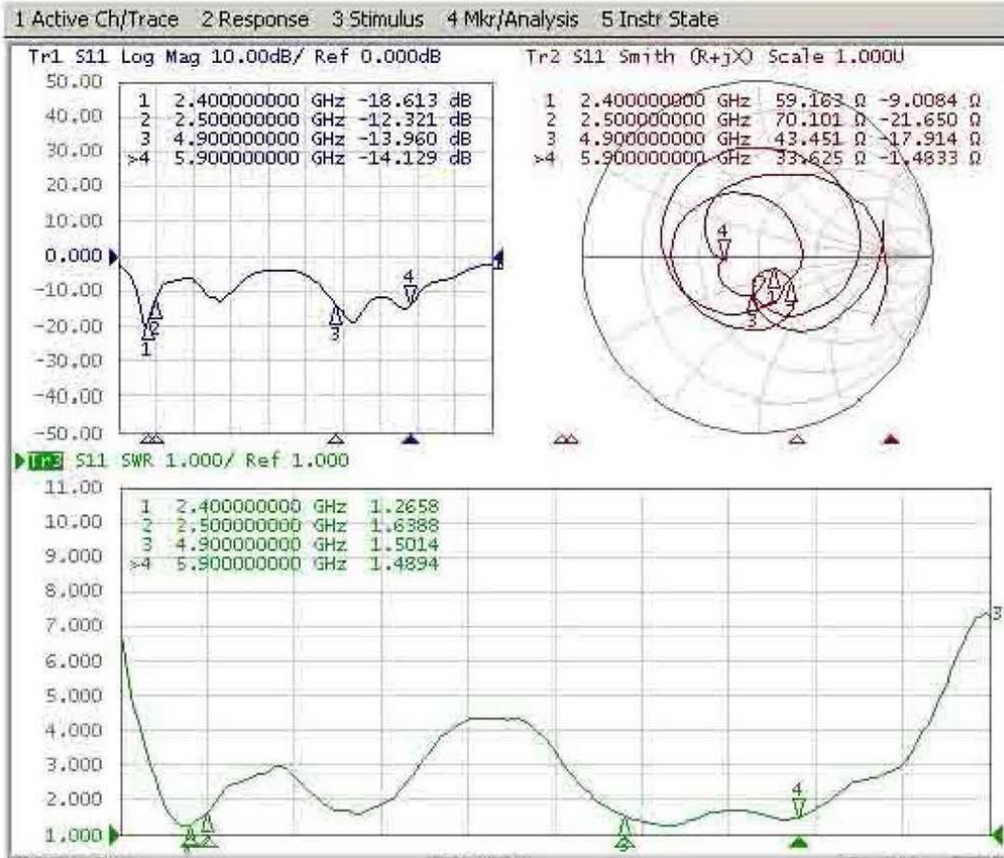 1 Active Ch/Trace 2 Response 3 Stimulus 4 Mkr/Analysis 5 Instr State
Tr1 S11 Log Mag 10.00dB/ Ref 0.000dB
50.00
40.00
30.00
20.00
10.00
0.000
-10.00
-20.00
-30.00
-40.00
-50.00
1 2.400000000 GHz -18.613 dB
2 2.500000000 GHz -12.321 dB
3 4.900000000 GHz -13.960 dB
>4 5.900000000 GHz -14.129 dB
4
1
2
3
Tr2 S11 Smith (R+jX) Scale 1.000U
1 2.400000000 GHz 59.163 Ω -9.0084 Ω
2 2.500000000 GHz 70.101 Ω -21.650 Ω
3 4.900000000 GHz 43.451 Ω -17.914 Ω
>4 5.900000000 GHz 33.625 Ω -1.4833 Ω
4
3
Tr3 S11 SWR 1.000/ Ref 1.000
11.00
10.00
9.000
8.000
7.000
6.000
5.000
4.000
3.000
2.000
1.000
1 2.400000000 GHz 1.2658
2 2.500000000 GHz 1.6388
3 4.900000000 GHz 1.5014
>4 5.900000000 GHz 1.4894
4
3